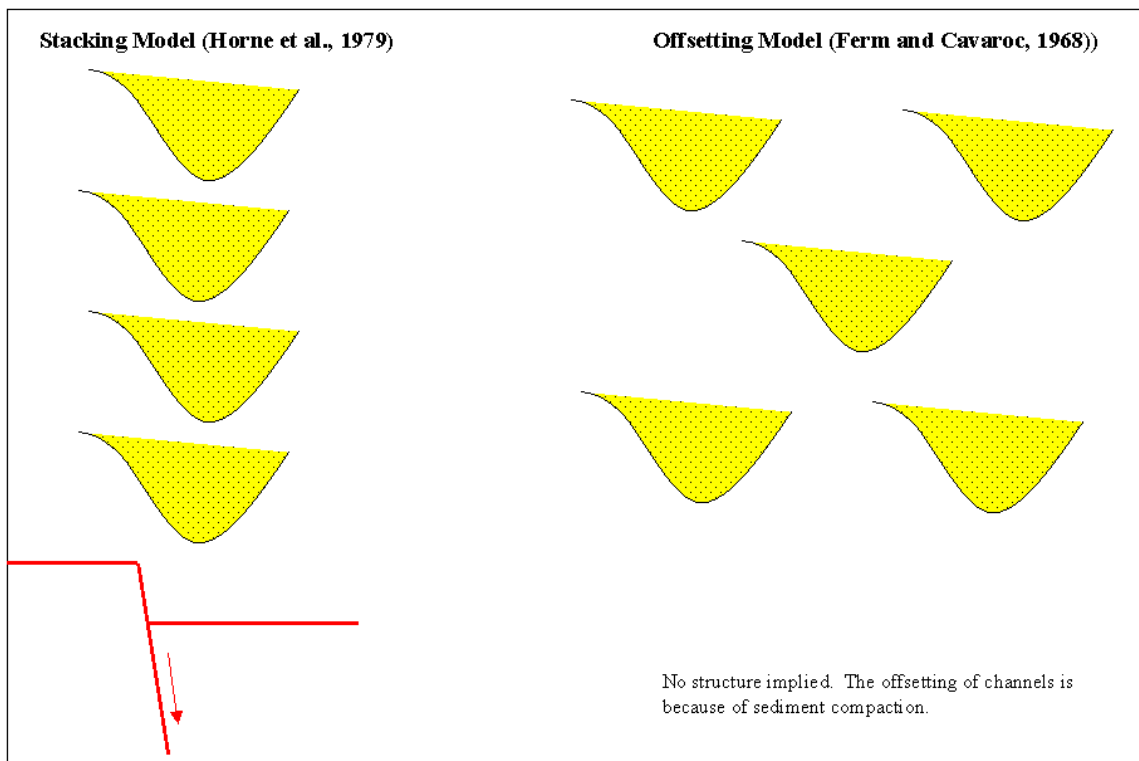 Stacking Model (Horne et al., 1979)
Offsetting Model (Ferm and Cavaroc, 1968))
No structure implied. The offsetting of channels is
because of sediment compaction.